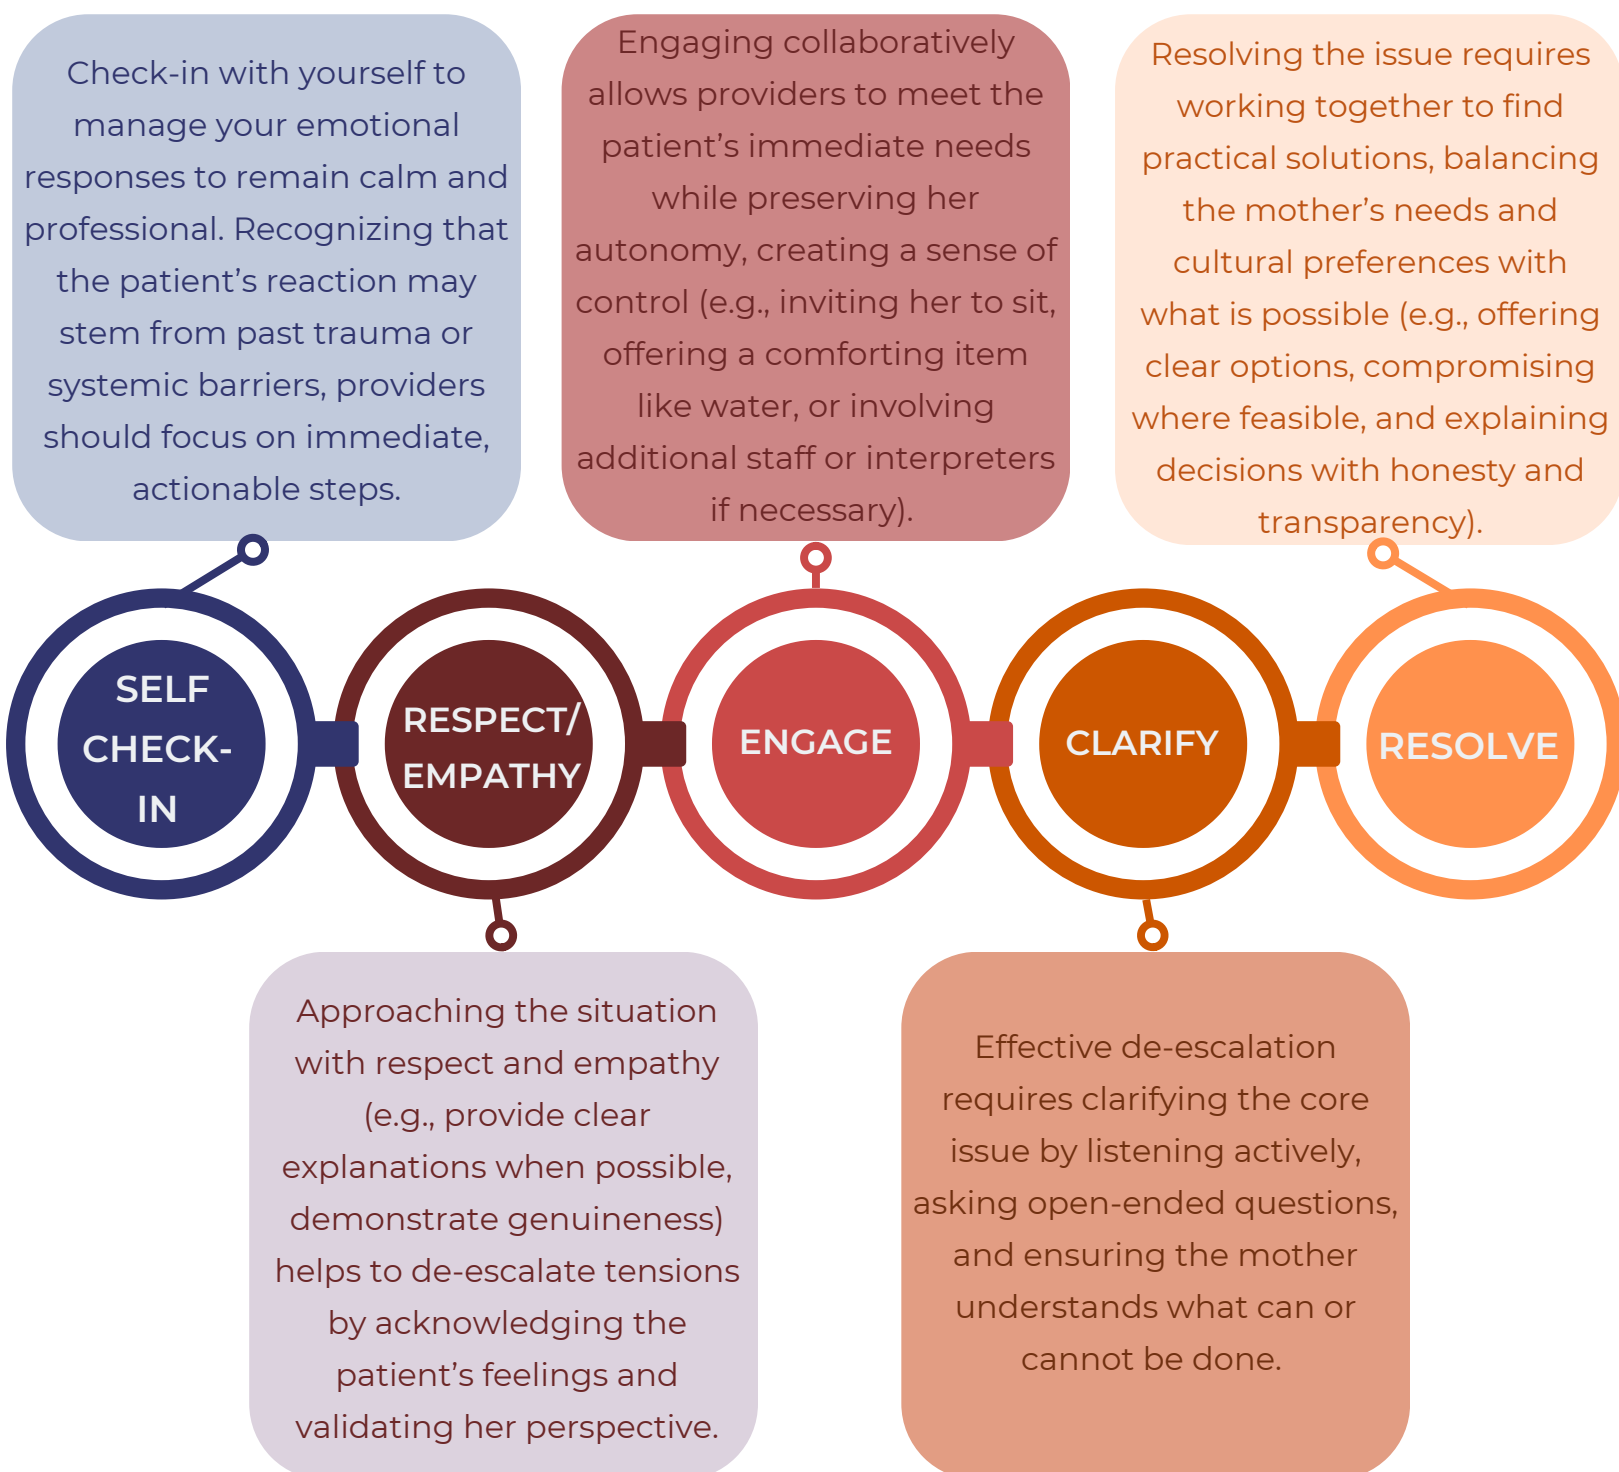 Check-in with yourself to
manage your emotional
responses to remain calm and
professional. Recognizing that
the patient's reaction may
stem from past trauma or
systemic barriers, providers
should focus on immediate,
actionable steps.
Engaging collaboratively
allows providers to meet the
patient's immediate needs
while preserving her
autonomy, creating a sense of
control (e.g., inviting her to sit,
offering a comforting item
like water, or involving
additional staff or interpreters
if necessary).
Resolving the issue requires
working together to find
practical solutions, balancing
the mother's needs and
cultural preferences with
what is possible (e.g., offering
clear options, compromising
where feasible, and explaining
decisions with honesty and
transparency).
SELF
CHECK-
IN
RESPECT/
EMPATHY
ENGAGE
CLARIFY
RESOLVE
Approaching the situation
with respect and empathy
(e.g., provide clear
explanations when possible,
demonstrate genuineness)
helps to de-escalate tensions
by acknowledging the
patient's feelings and
validating her perspective.
Effective de-escalation
requires clarifying the core
issue by listening actively,
asking open-ended questions,
and ensuring the mother
understands what can or
cannot be done.